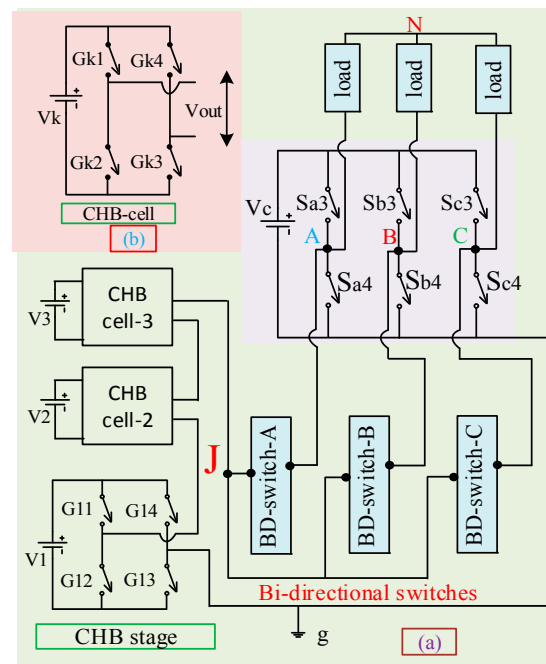 Gk1
Gk4
Vk
Vout
Gk2
Gk3
CHB-cell
(b)
N
load
load
load
Vc
Sa3
Sb3
Sc3
A
B
C
Sa4
Sb4
Sc4
V3
CHB
cell-3
V2
CHB
cell-2
J
BD-switch-A
BD-switch-B
BD-switch-C
G11
G14
V1
G12
G13
Bi-directional switches
CHB stage
g
(a)